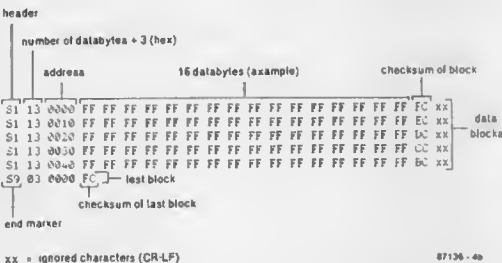 header
number of databytes + 3 (hex)
address
16 databytes (example)
checksum of block
S1 13 0000 FF FF FF FF FF FF FF FF FF FF FF FF FF FF FF FF FC xx
S1 13 0010 FF FF FF FF FF FF FF FF FF FF FF FF FF FF FF FF EC xx
S1 13 0020 FF FF FF FF FF FF FF FF FF FF FF FF FF FF FF FF DC xx
S1 13 0030 FF FF FF FF FF FF FF FF FF FF FF FF FF FF FF FF CC xx
S1 13 0040 FF FF FF FF FF FF FF FF FF FF FF FF FF FF FF FF BC xx
data
blocks
S9 03 0000 FC
last block
checksum of last block
end marker
xx = ignored characters (CR-LF)
87136 - 4b